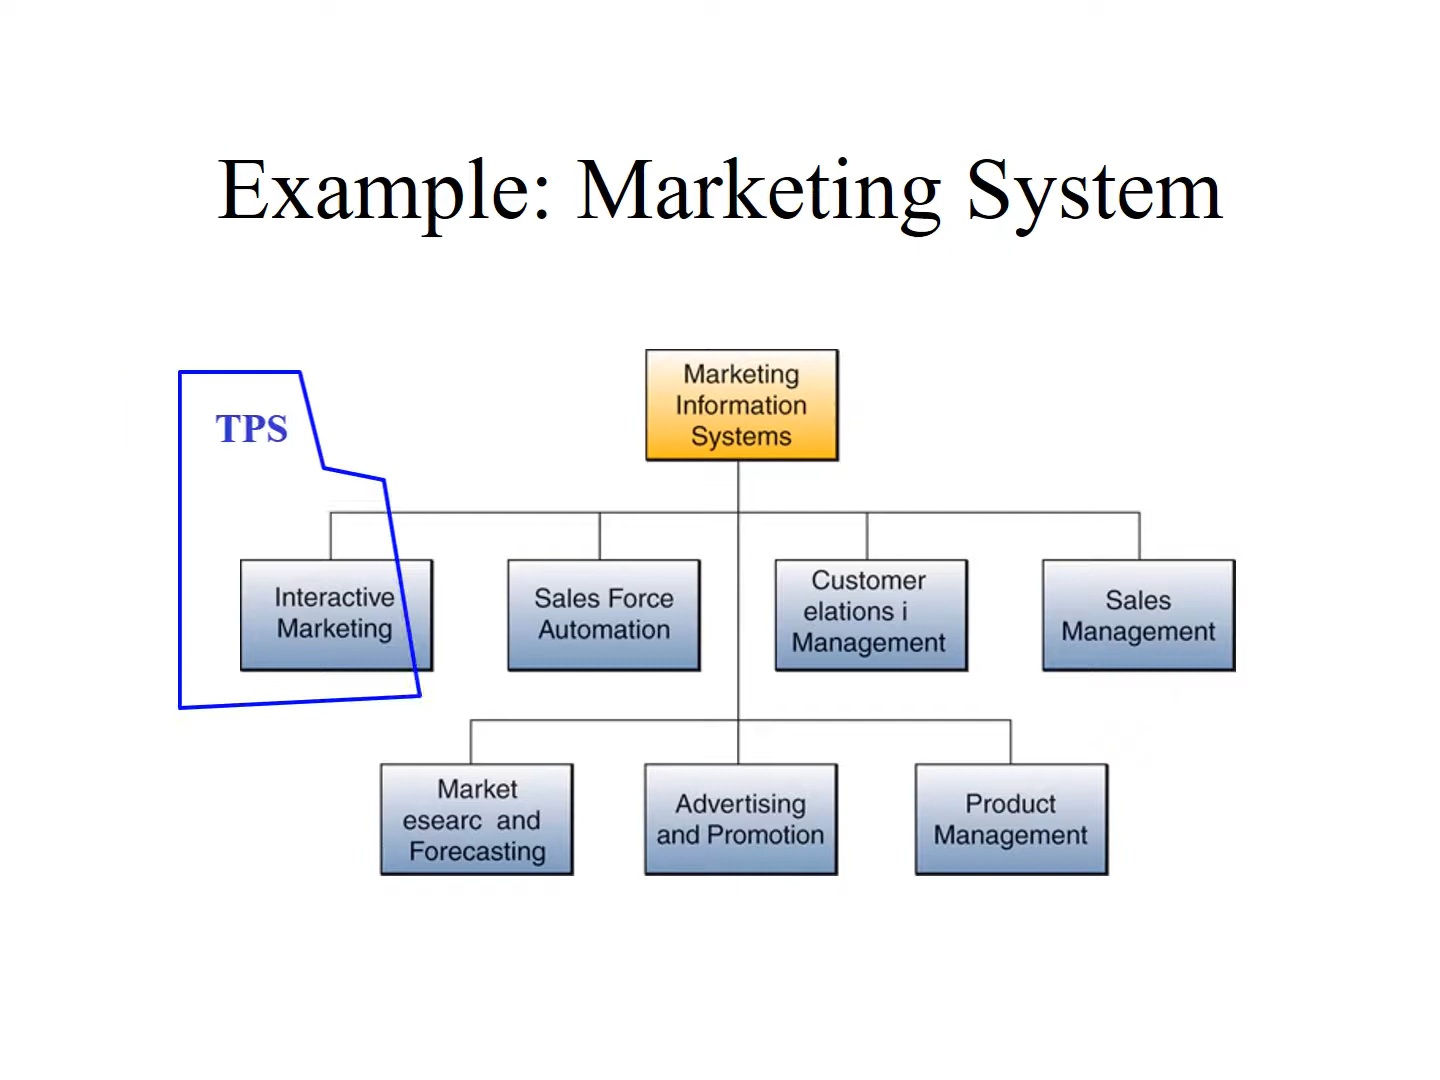 Example: Marketing System
Marketing
Information
Systems
TPS
Interactive
Marketing
Sales Force
Automation
Customer
elations i
Management
Sales
Management
Market
esearc and
Forecasting
Advertising
and Promotion
Product
Management